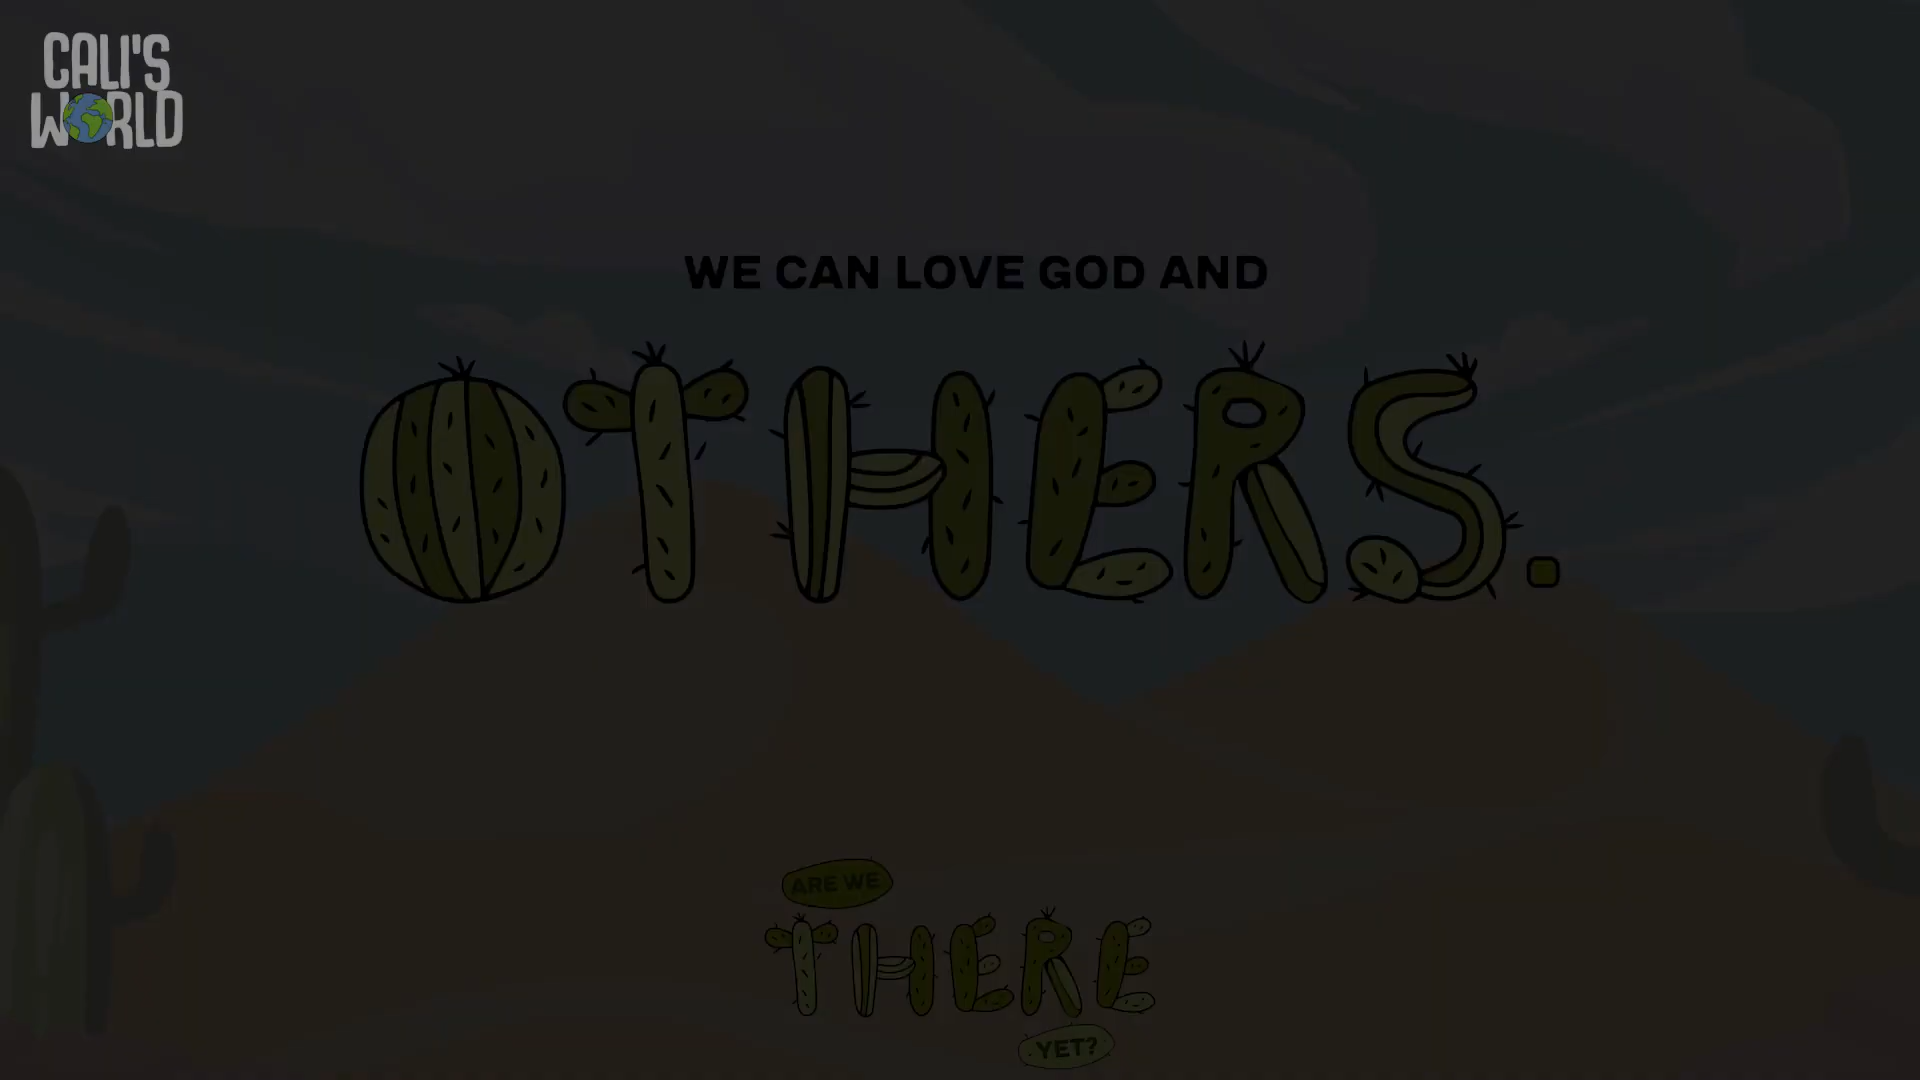 CALI'S
WORLD
WE CAN LOVE GOD AND
OTHERS.
ARE WE
THERE
YET?